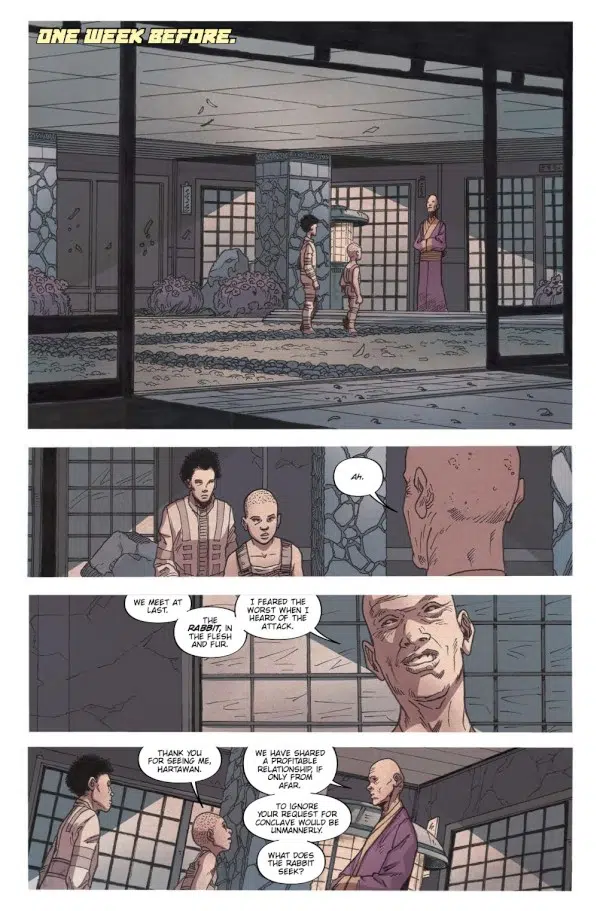 ONE WEEK BEFORE.
AH.
WE MEET AT
LAST.
THE
RABBIT, IN
THE FLESH
AND FUR.
I FEARED THE
WORST WHEN I
HEARD OF THE
ATTACK.
THANK YOU
FOR SEEING ME,
HARTAWAN.
WE HAVE SHARED
A PROFITABLE
RELATIONSHIP, IF
ONLY FROM
AFAR.
TO IGNORE
YOUR REQUEST FOR
CONCLAVE WOULD BE
UNMANNERLY.
WHAT DOES
THE RABBIT
SEEK?